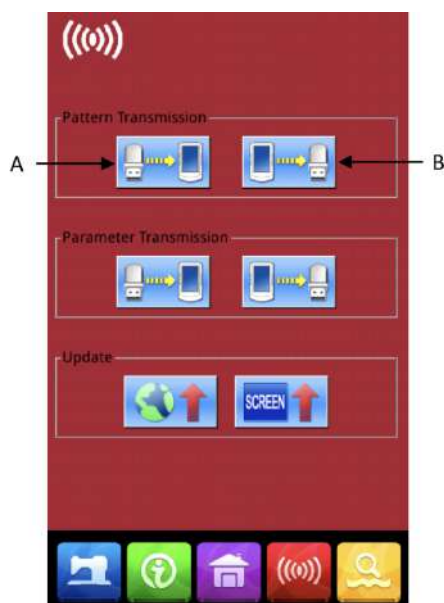 Pattern Transmission
A
B
Parameter Transmission
Update
SCREEN